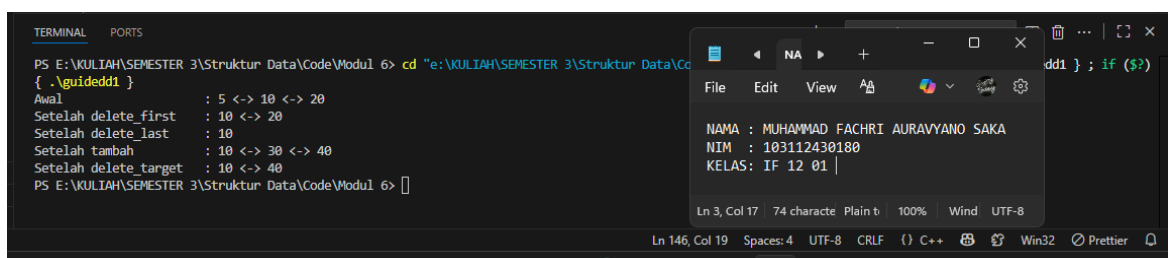 TERMINAL PORTS
PS E:\KULIAH\SEMESTER 3\Struktur Data\Code\Modul 6> cd "e:\KULIAH\SEMESTER 3\Struktur Data\Co
dd1 } ; if ($?)
{ .\guidedd1 }
Awal : 5 <-> 10 <-> 20
Setelah delete_first : 10 <-> 20
Setelah delete_last : 10
Setelah tambah : 10 <-> 30 <-> 40
Setelah delete_target : 10 <-> 40
PS E:\KULIAH\SEMESTER 3\Struktur Data\Code\Modul 6>
NA
File Edit View
NAMA : MUHAMMAD FACHRI AURAVYANO SAKA
NIM : 103112430180
KELAS: IF 12 01
Ln 3, Col 17 74 characte Plain t 100% Wind UTF-8
Ln 146, Col 19 Spaces: 4 UTF-8 CRLF {} C++ Win32 Prettier